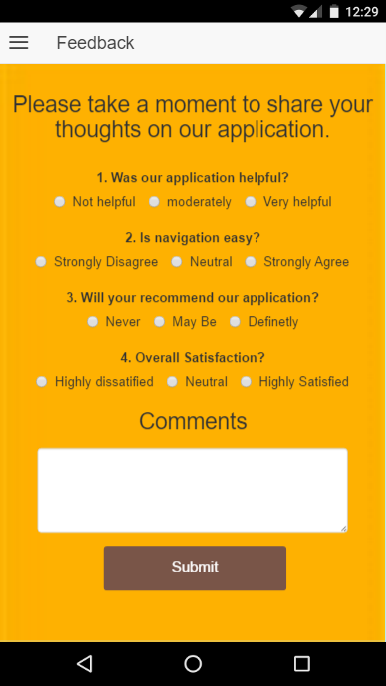 12:29
Feedback
Please take a moment to share your
thoughts on our application.
1. Was our application helpful?
Not helpful moderately Very helpful
2. Is navigation easy?
Strongly Disagree Neutral Strongly Agree
3. Will your recommend our application?
Never May Be Definetly
4. Overall Satisfaction?
Highly dissatified Neutral Highly Satisfied
Comments
Submit